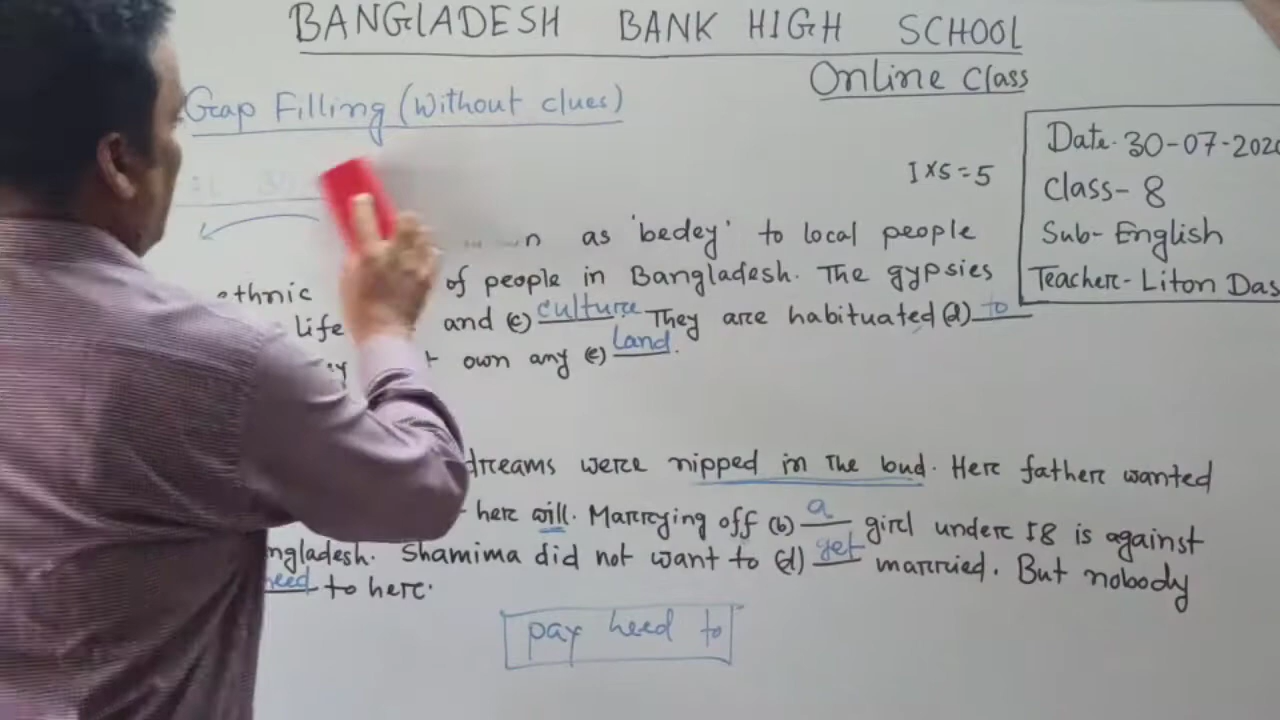 BANGLADESH BANK HIGH SCHOOL
Online Class
Gap Filling (Without clues)
Date. 30-07-2020
1x5=5
Class- 8
as 'bedey' to local people
Sub- English
ethnic of people in Bangladesh. The gypsies
Teacher- Liton Das
life and (c) culture They are habituated (d) to
own any (e) land.
dreams were nipped in the bud. Her father wanted
her will. Marrying off (b) a girl under 18 is against
Shamima did not want to (d) get married. But nobody
heed to her.
pay heed to